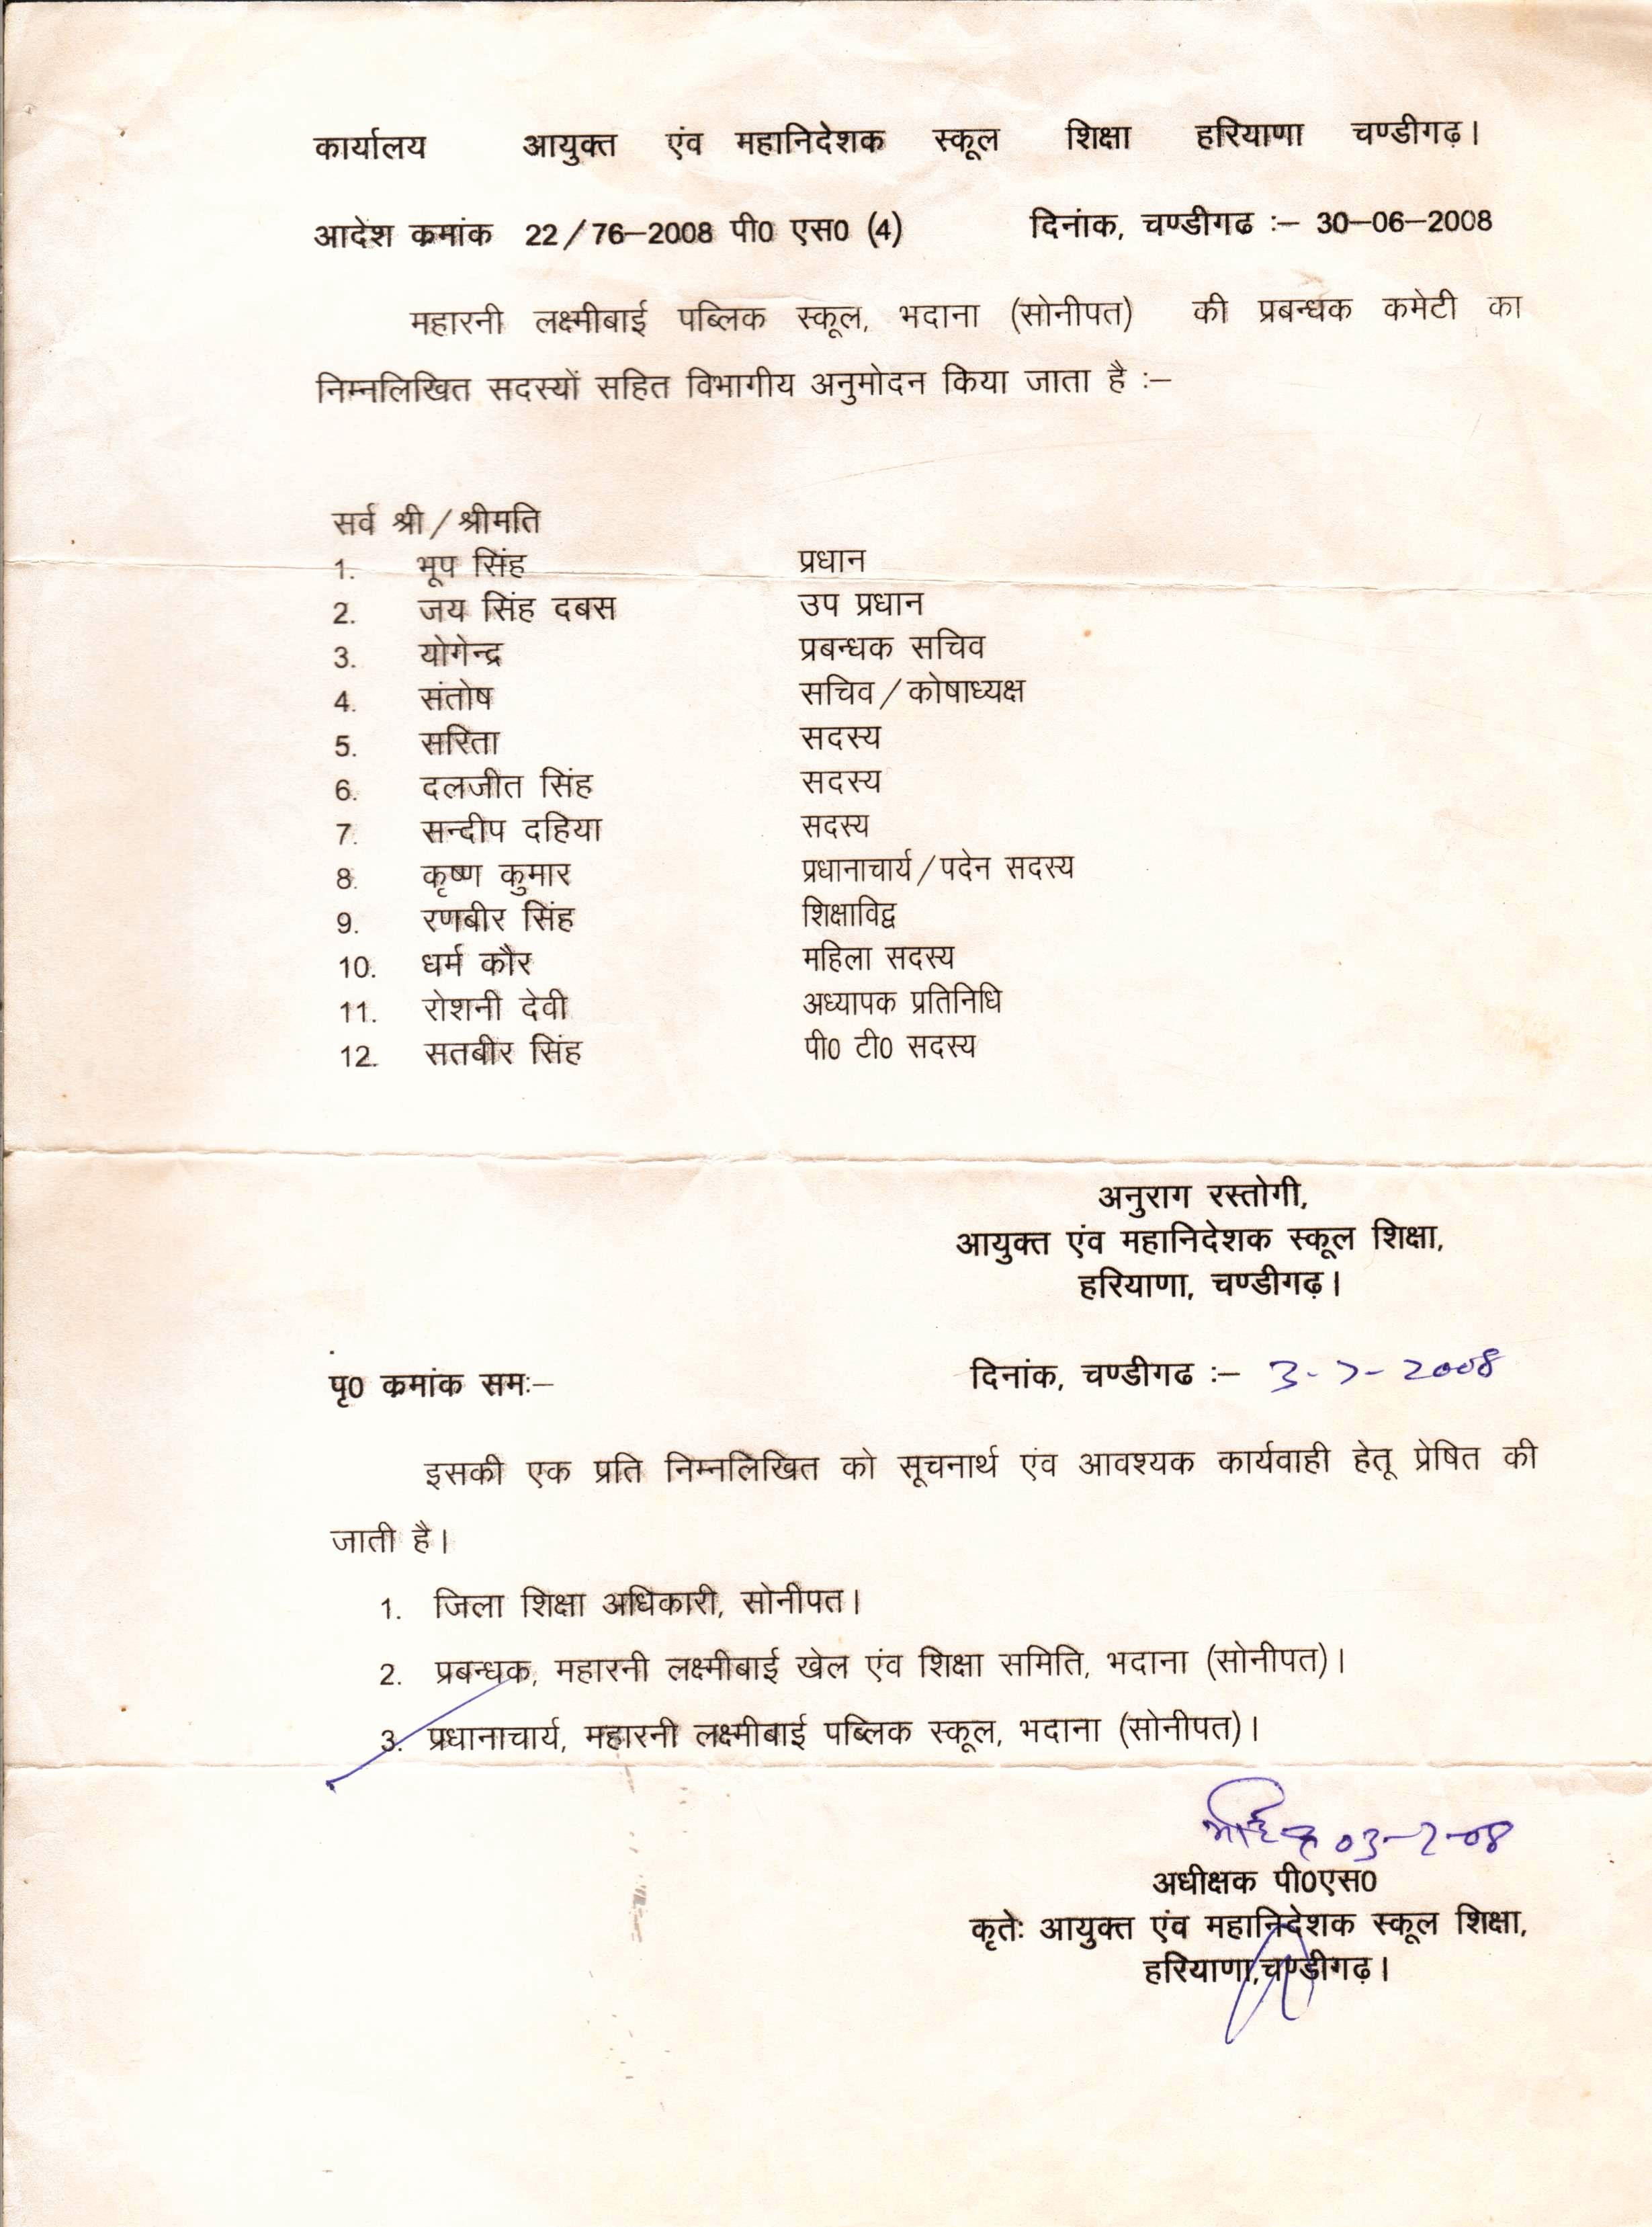 कार्यालय आयुक्त एंव महानिदेशक स्कूल शिक्षा हरियाणा चण्डीगढ़।
आदेश कमांक 22/76-2008 पी0 एस0 (4) दिनांक, चण्डीगढ :- 30-06-2008
महारनी लक्ष्मीबाई पब्लिक स्कूल, भदाना (सोनीपत) की प्रबन्धक कमेटी का
निम्नलिखित सदस्यों सहित विभागीय अनुमोदन किया जाता है :-
सर्व श्री/श्रीमति
1. भूप सिंह प्रधान
2. जय सिंह दबस उप प्रधान
3. योगेन्द्र प्रबन्धक सचिव
4. संतोष सचिव/कोषाध्यक्ष
5. सरिता सदस्य
6. दलजीत सिंह सदस्य
7. सन्दीप दहिया सदस्य
8. कृष्ण कुमार प्रधानाचार्य/पदेन सदस्य
9. रणबीर सिंह शिक्षाविद्व
10. धर्म कौर महिला सदस्य
11. रोशनी देवी अध्यापक प्रतिनिधि
12. सतबीर सिंह पी0 टी0 सदस्य
अनुराग रस्तोगी,
आयुक्त एंव महानिदेशक स्कूल शिक्षा,
हरियाणा, चण्डीगढ़।
पृ0 कमांक समः- दिनांक, चण्डीगढ :- 3-7-2008
इसकी एक प्रति निम्नलिखित को सूचनार्थ एंव आवश्यक कार्यवाही हेतू प्रेषित की
जाती है।
1. जिला शिक्षा अधिकारी, सोनीपत।
2. प्रबन्धक, महारनी लक्ष्मीबाई खेल एंव शिक्षा समिति, भदाना (सोनीपत)।
3. प्रधानाचार्य, महारनी लक्ष्मीबाई पब्लिक स्कूल, भदाना (सोनीपत)।
03-7-08
अधीक्षक पी0एस0
कृतेः आयुक्त एंव महानिदेशक स्कूल शिक्षा,
हरियाणा,चण्डीगढ़।